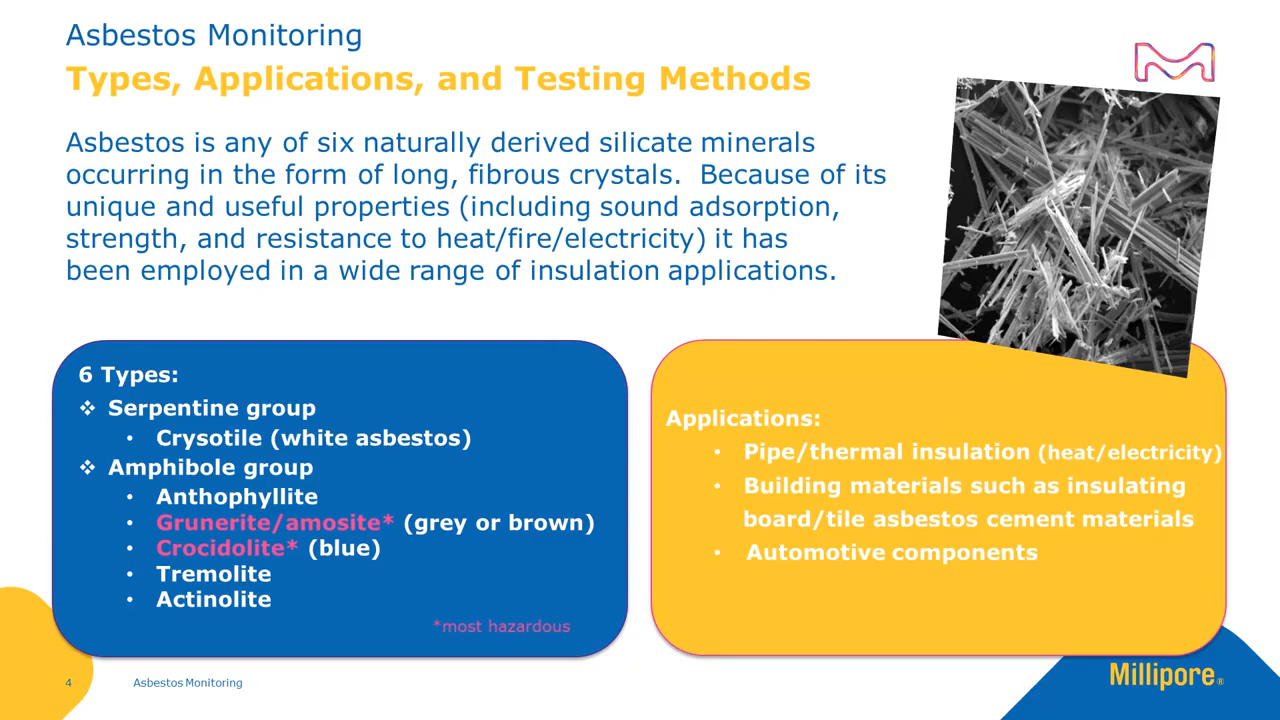 Asbestos Monitoring
Types, Applications, and Testing Methods
Asbestos is any of six naturally derived silicate minerals
occurring in the form of long, fibrous crystals.  Because of its
unique and useful properties (including sound adsorption,
strength, and resistance to heat/fire/electricity) it has
been employed in a wide range of insulation applications.
6 Types:
❖ Serpentine group
• Crysotile (white asbestos)
❖ Amphibole group
• Anthophyllite
• Grunerite/amosite* (grey or brown)
• Crocidolite* (blue)
• Tremolite
• Actinolite
*most hazardous
Applications:
• Pipe/thermal insulation (heat/electricity)
• Building materials such as insulating
board/tile asbestos cement materials
• Automotive components
4
Asbestos Monitoring
Millipore®